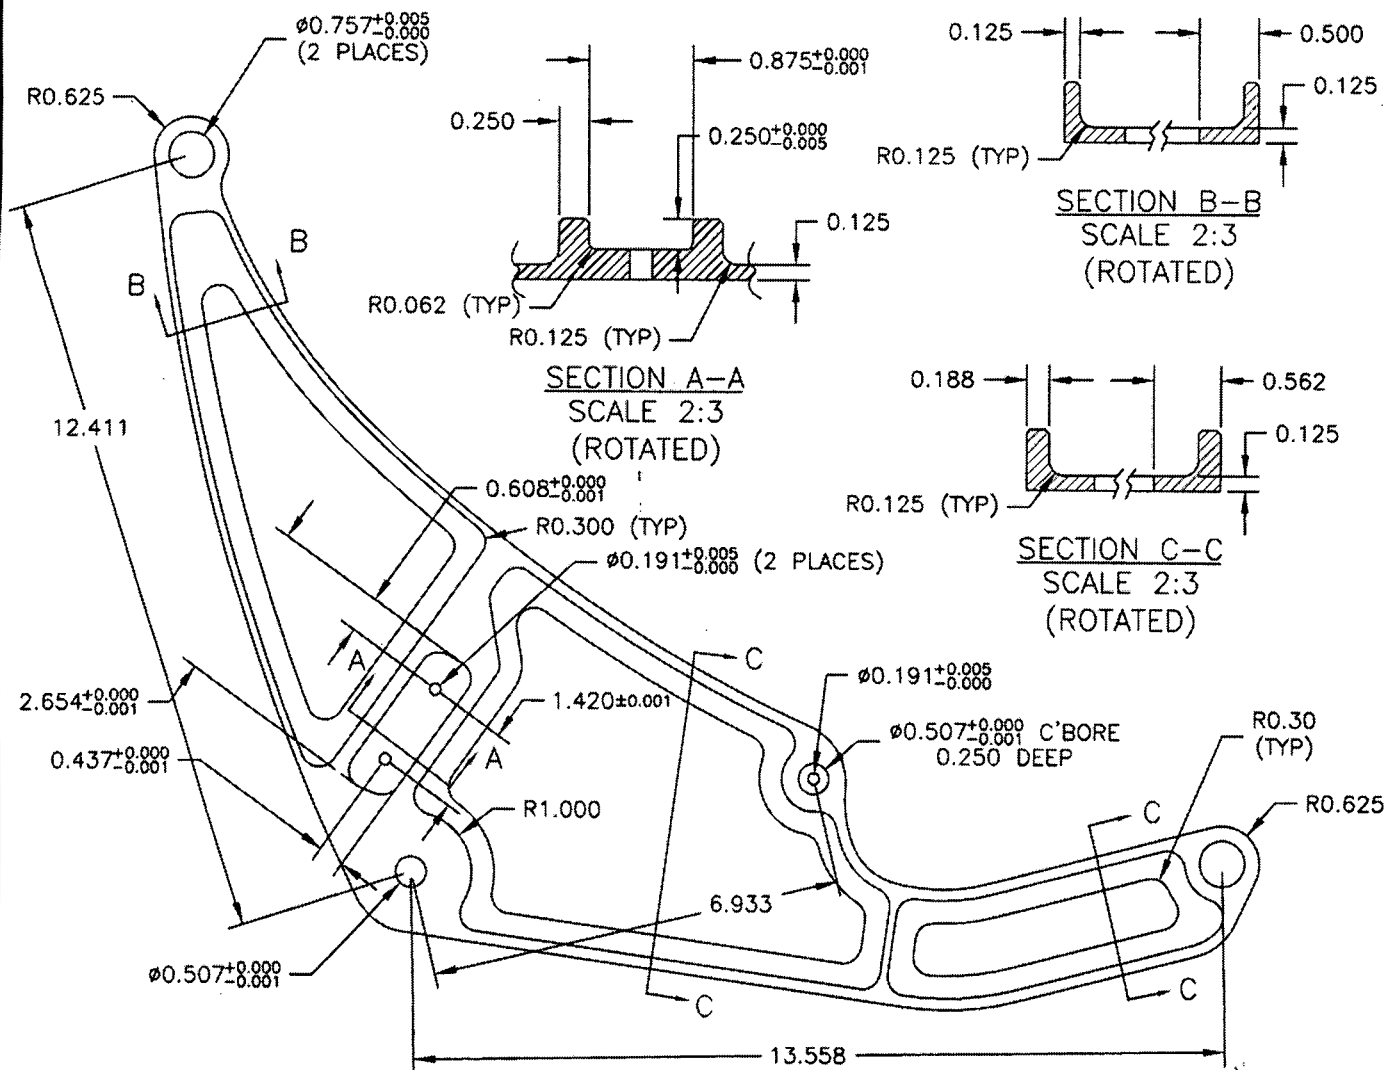 ø0.757+0.005
-0.000
(2 PLACES)
R0.625
0.250
0.875+0.000
-0.001
0.250+0.000
-0.005
0.125
R0.062 (TYP)
R0.125 (TYP)
SECTION A-A
SCALE 2:3
(ROTATED)
0.125
0.500
0.125
R0.125 (TYP)
SECTION B-B
SCALE 2:3
(ROTATED)
0.188
0.562
0.125
R0.125 (TYP)
SECTION C-C
SCALE 2:3
(ROTATED)
B
B
12.411
0.608+0.000
-0.001
R0.300 (TYP)
ø0.191+0.005
-0.000 (2 PLACES)
A
C
ø0.191+0.005
-0.000
2.654+0.000
-0.001
1.420±0.001
ø0.507+0.000
-0.001 C'BORE
0.250 DEEP
R0.30
(TYP)
0.437+0.000
-0.001
A
R1.000
R0.625
C
6.933
ø0.507+0.000
-0.001
C
C
13.558